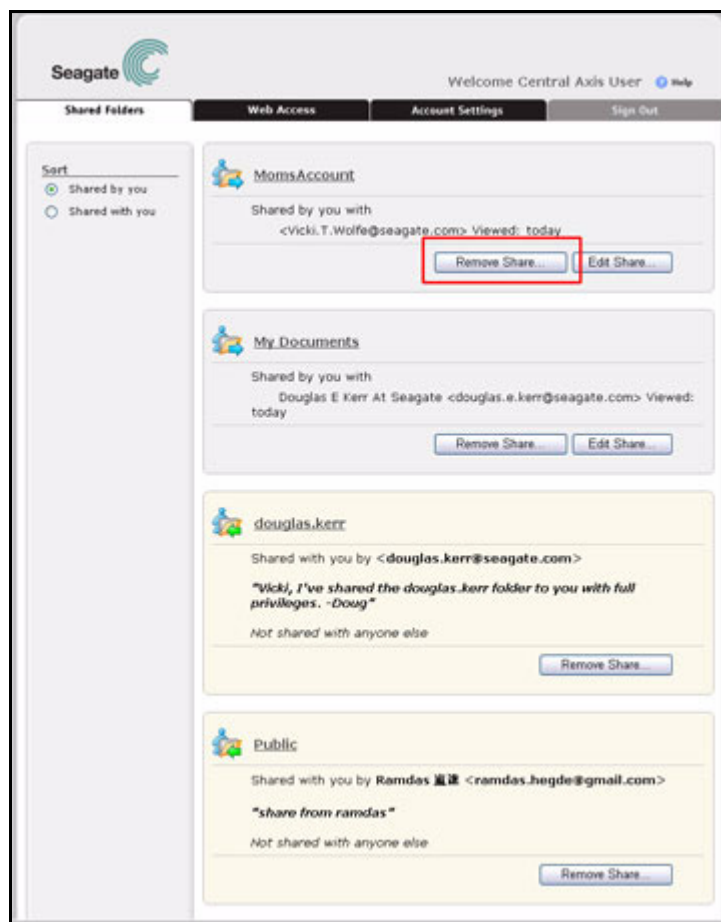 Seagate
Welcome Central Axis User ? Help
Shared Folders Web Access Account Settings Sign Out
Sort
Shared by you
Shared with you
MomsAccount
Shared by you with
<Vicki.T.Wolfe@seagate.com> Viewed: today
Remove Share... Edit Share...
My Documents
Shared by you with
Douglas E Kerr At Seagate <douglas.e.kerr@seagate.com> Viewed:
today
Remove Share... Edit Share...
douglas.kerr
Shared with you by <douglas.kerr@seagate.com>
"Vicki, I've shared the douglas.kerr folder to you with full
privileges. -Doug"
Not shared with anyone else
Remove Share...
Public
Shared with you by Ramdas <ramdas.hegde@gmail.com>
"share from ramdas"
Not shared with anyone else
Remove Share...